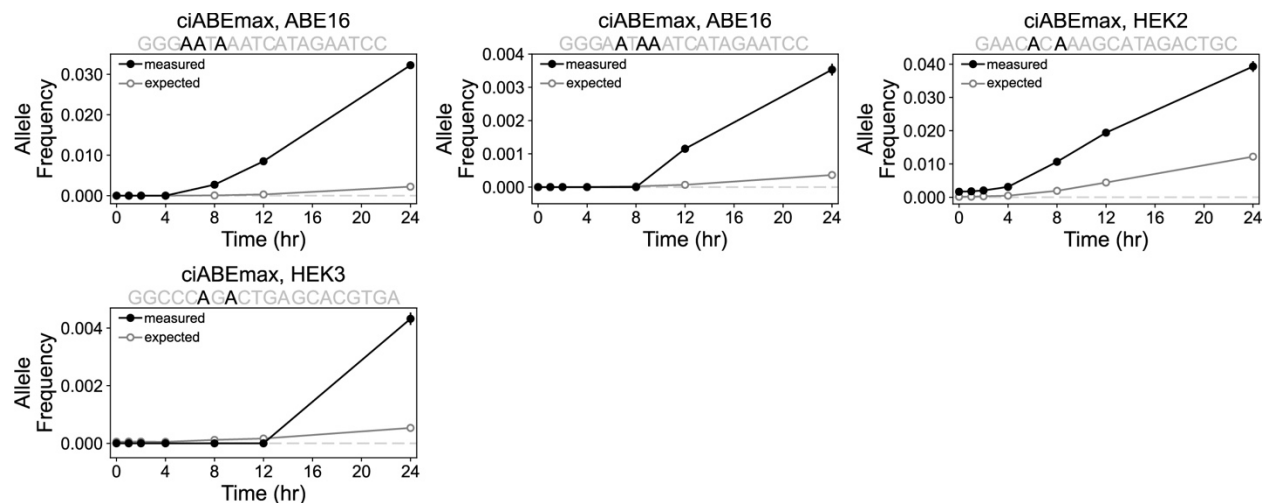 ciABEmax, ABE16
GGGAATAAATCATAGAATCC
measured
expected
Allele
Frequency
0.030
0.020
0.010
0.000
0 4 8 12 16 20 24
Time (hr)
ciABEmax, ABE16
GGGAATAAATCATAGAATCC
measured
expected
Allele
Frequency
0.004
0.003
0.002
0.001
0.000
0 4 8 12 16 20 24
Time (hr)
ciABEmax, HEK2
GAACACAAAGCATAGACTGC
measured
expected
Allele
Frequency
0.040
0.030
0.020
0.010
0.000
0 4 8 12 16 20 24
Time (hr)
ciABEmax, HEK3
GGCCCAGACTGAGCACGTGA
measured
expected
Allele
Frequency
0.004
0.002
0.000
0 4 8 12 16 20 24
Time (hr)